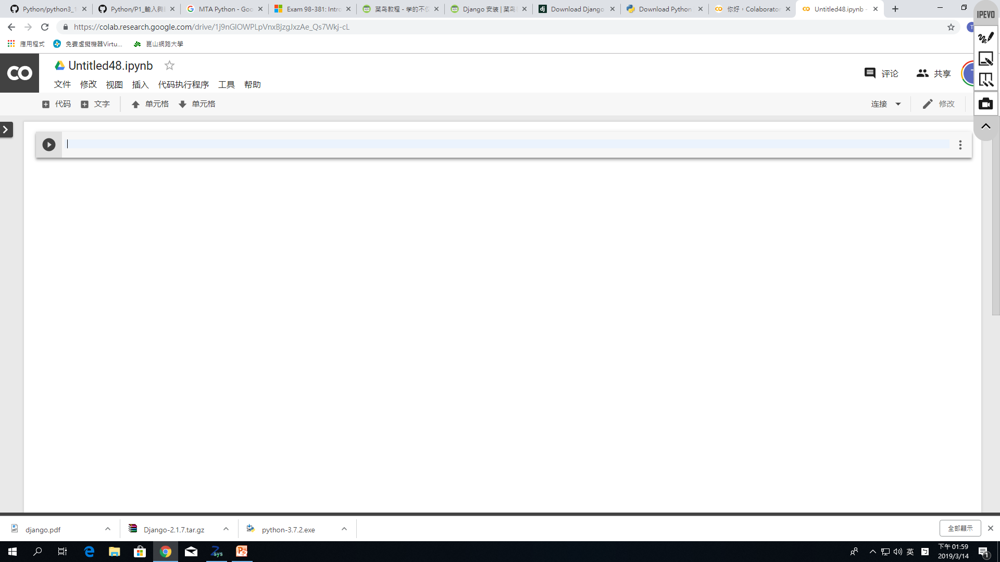 Python/python3_1
Python/P1_輸入與
MTA Python - Goo
Exam 98-381: Intro
菜鸟教程 - 学的不仅
Django 安装 | 菜鸟
Download Django
Download Python
你好，Colaborator
Untitled48.ipynb -
IPEVO
https://colab.research.google.com/drive/1j9nGIOWPLpVnxBjzgJxzAe_Qs7Wkj-cL
應用程式
免費虛擬機器Virtu...
崑山網路大學
CO
Untitled48.ipynb
评论
共享
文件 修改 视图 插入 代码执行程序 工具 帮助
代码 文字 单元格 单元格
连接
修改
django.pdf
Django-2.1.7.tar.gz
python-3.7.2.exe
全部顯示
Zsys
英
下午 01:59
2019/3/14
1